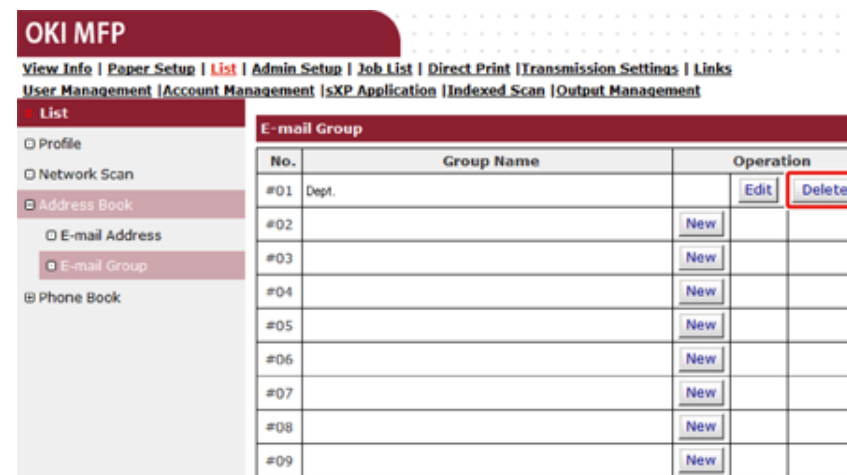 OKI MFP
View Info | Paper Setup | List | Admin Setup | Job List | Direct Print |Transmission Settings | Links
User Management |Account Management |sXP Application |Indexed Scan |Output Management
List
Profile
Network Scan
Address Book
E-mail Address
E-mail Group
Phone Book
E-mail Group
No. Group Name Operation
#01 Dept. Edit Delete
#02 New
#03 New
#04 New
#05 New
#06 New
#07 New
#08 New
#09 New